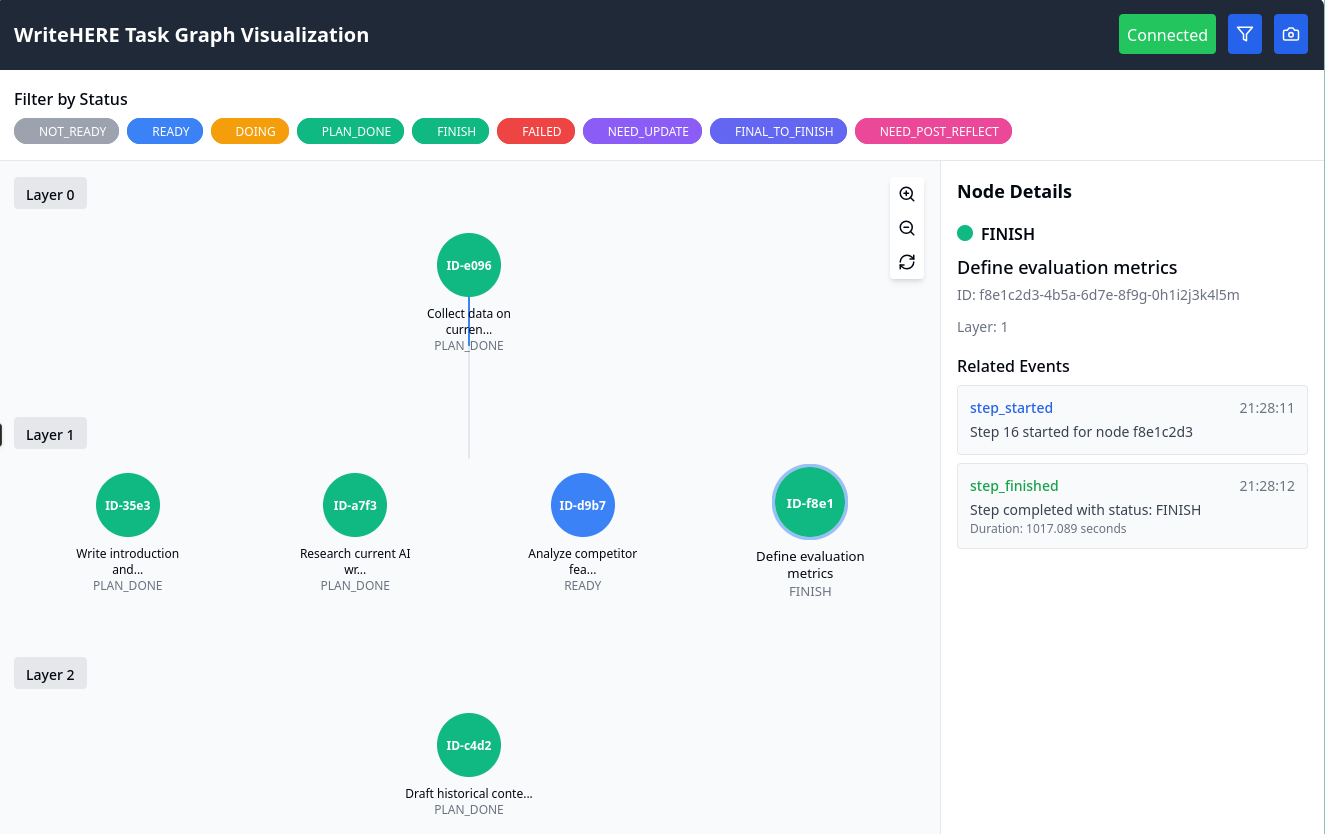 WriteHERE Task Graph Visualization
Connected
Filter by Status
NOT_READY
READY
DOING
PLAN_DONE
FINISH
FAILED
NEED_UPDATE
FINAL_TO_FINISH
NEED_POST_REFLECT
Layer 0
ID-e096
Collect data on
curren...
PLAN_DONE
Layer 1
ID-35e3
Write introduction
and...
PLAN_DONE
ID-a7f3
Research current AI
wr...
PLAN_DONE
ID-d9b7
Analyze competitor
fea...
READY
ID-f8e1
Define evaluation
metrics
FINISH
Layer 2
ID-c4d2
Draft historical conte...
PLAN_DONE
Node Details
FINISH
Define evaluation metrics
ID: f8e1c2d3-4b5a-6d7e-8f9g-0h1i2j3k4l5m
Layer: 1
Related Events
step_started
21:28:11
Step 16 started for node f8e1c2d3
step_finished
21:28:12
Step completed with status: FINISH
Duration: 1017.089 seconds